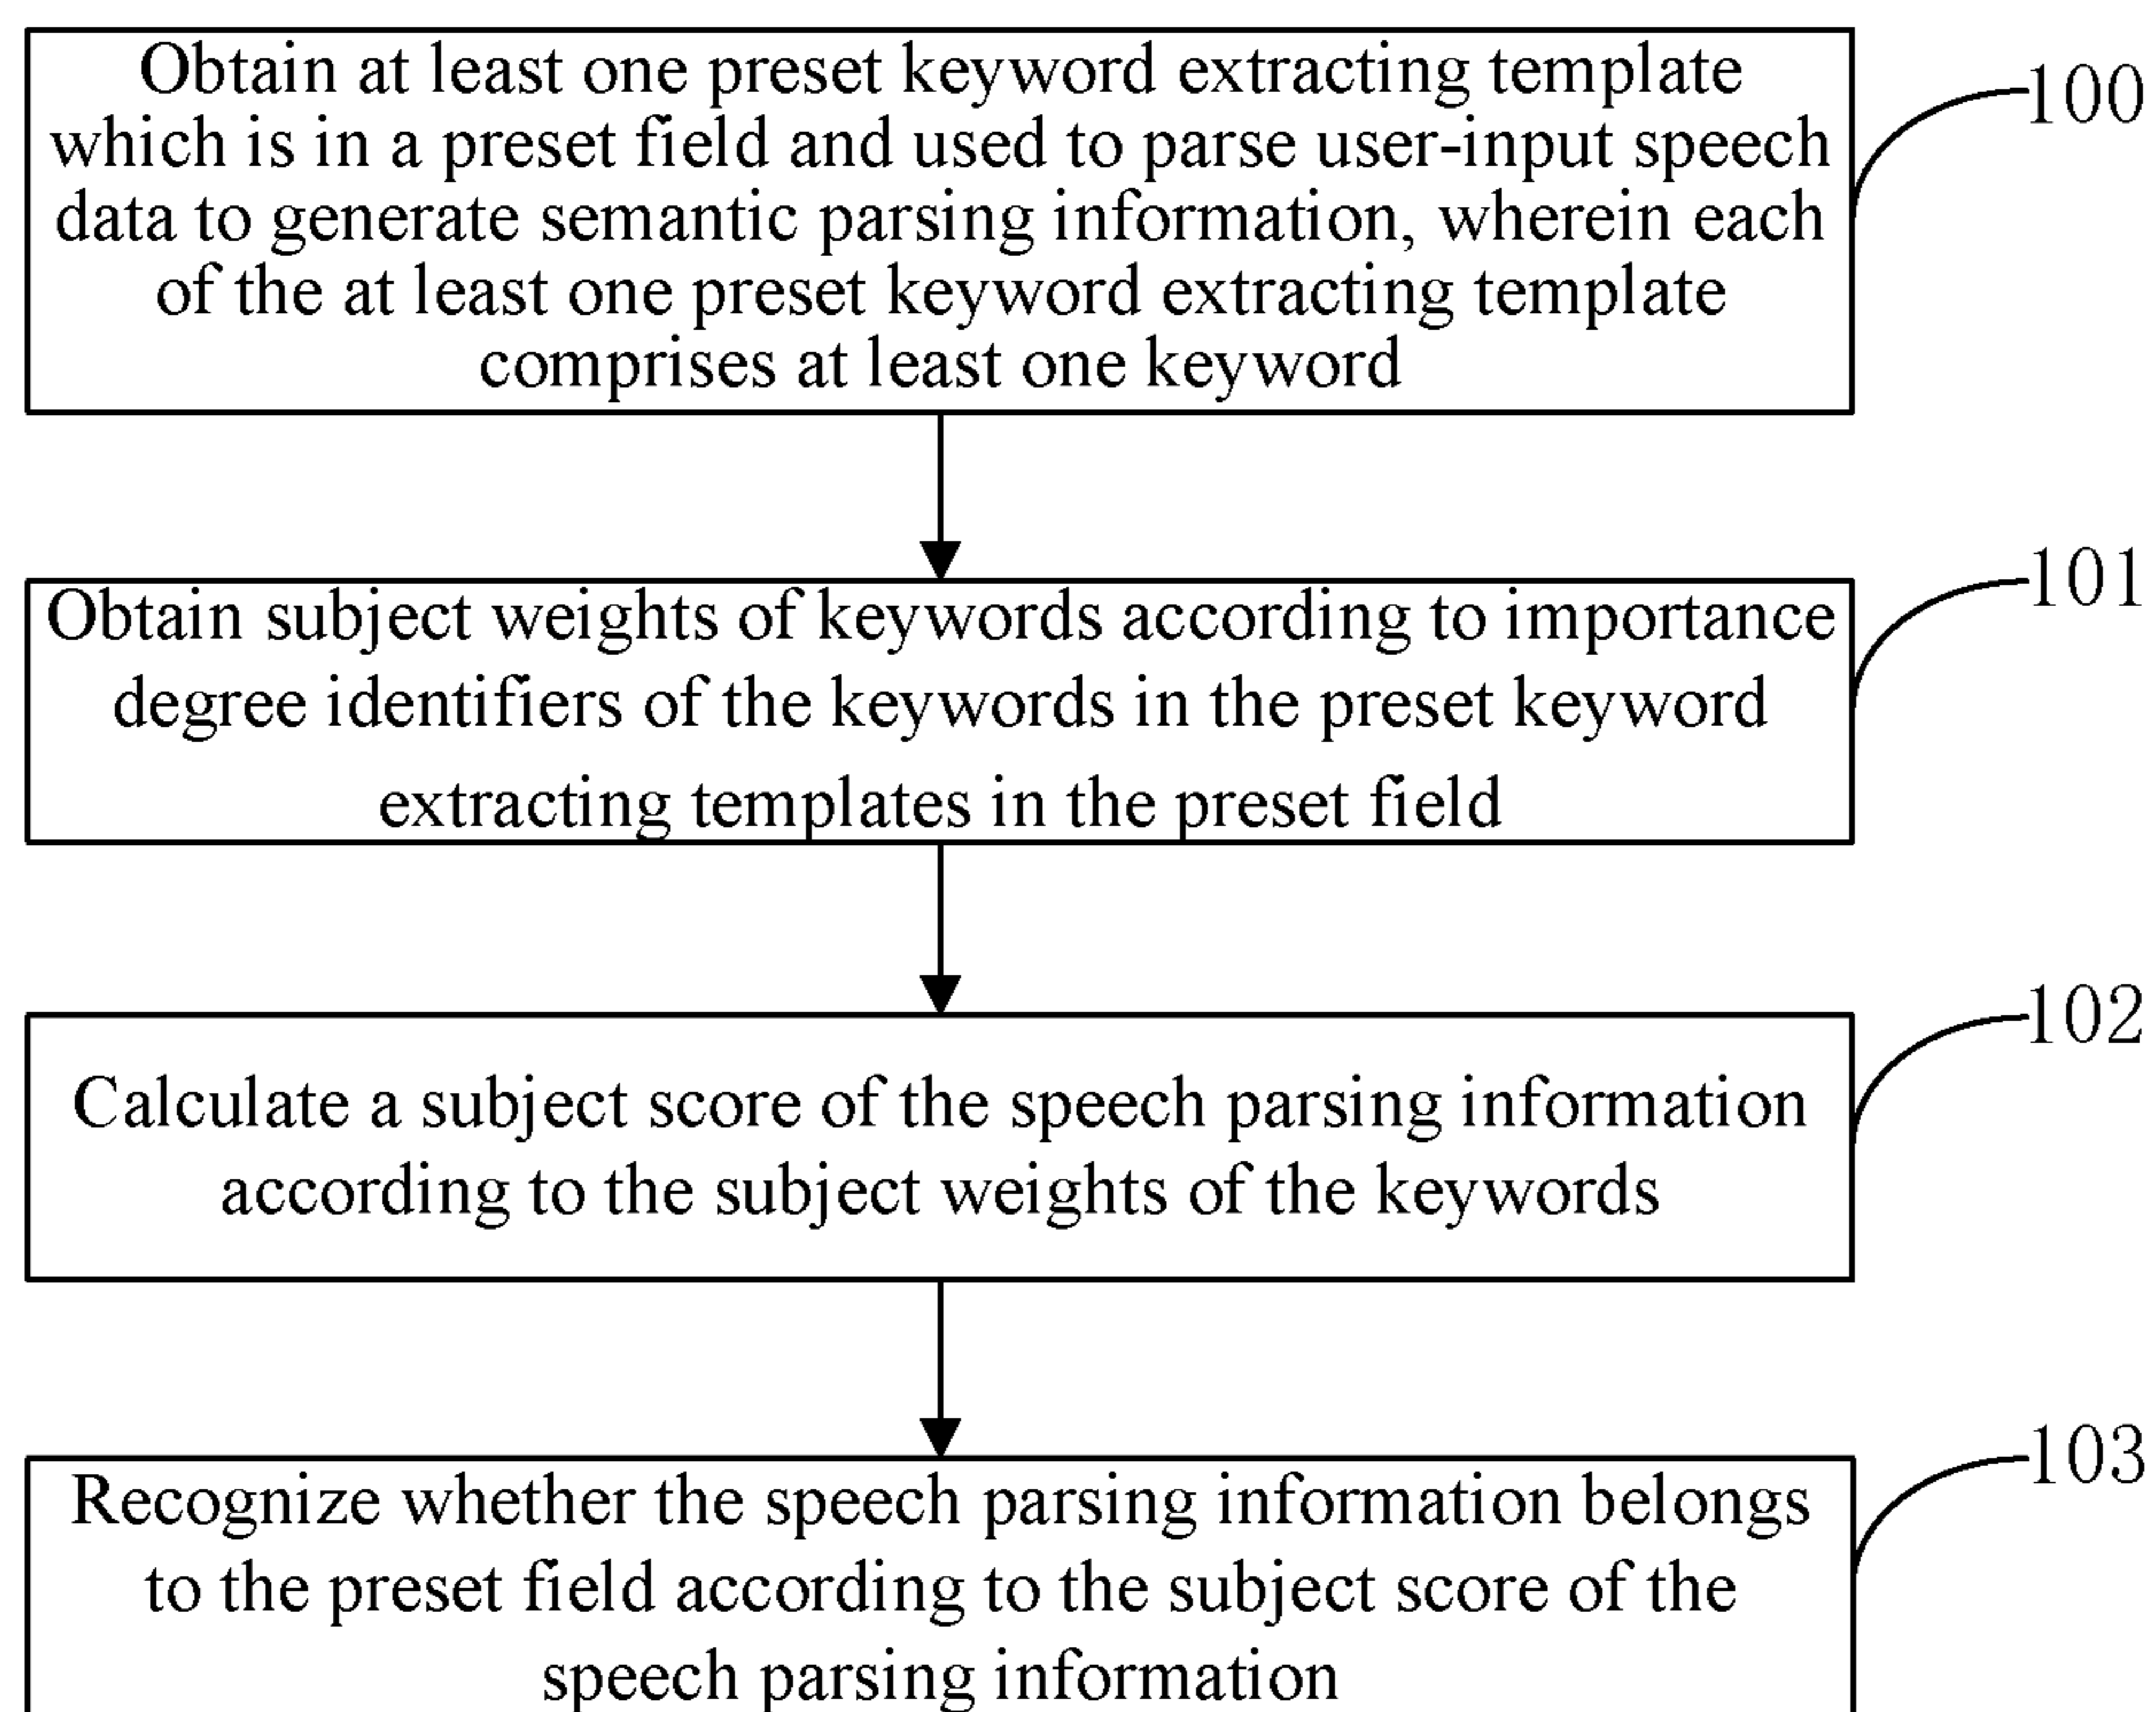 Obtain at least one preset keyword extracting template
which is in a preset field and used to parse user-input speech
data to generate semantic parsing information, wherein each
of the at least one preset keyword extracting template
comprises at least one keyword
100
Obtain subject weights of keywords according to importance
degree identifiers of the keywords in the preset keyword
extracting templates in the preset field
101
Calculate a subject score of the speech parsing information
according to the subject weights of the keywords
102
Recognize whether the speech parsing information belongs
to the preset field according to the subject score of the
speech parsing information
103